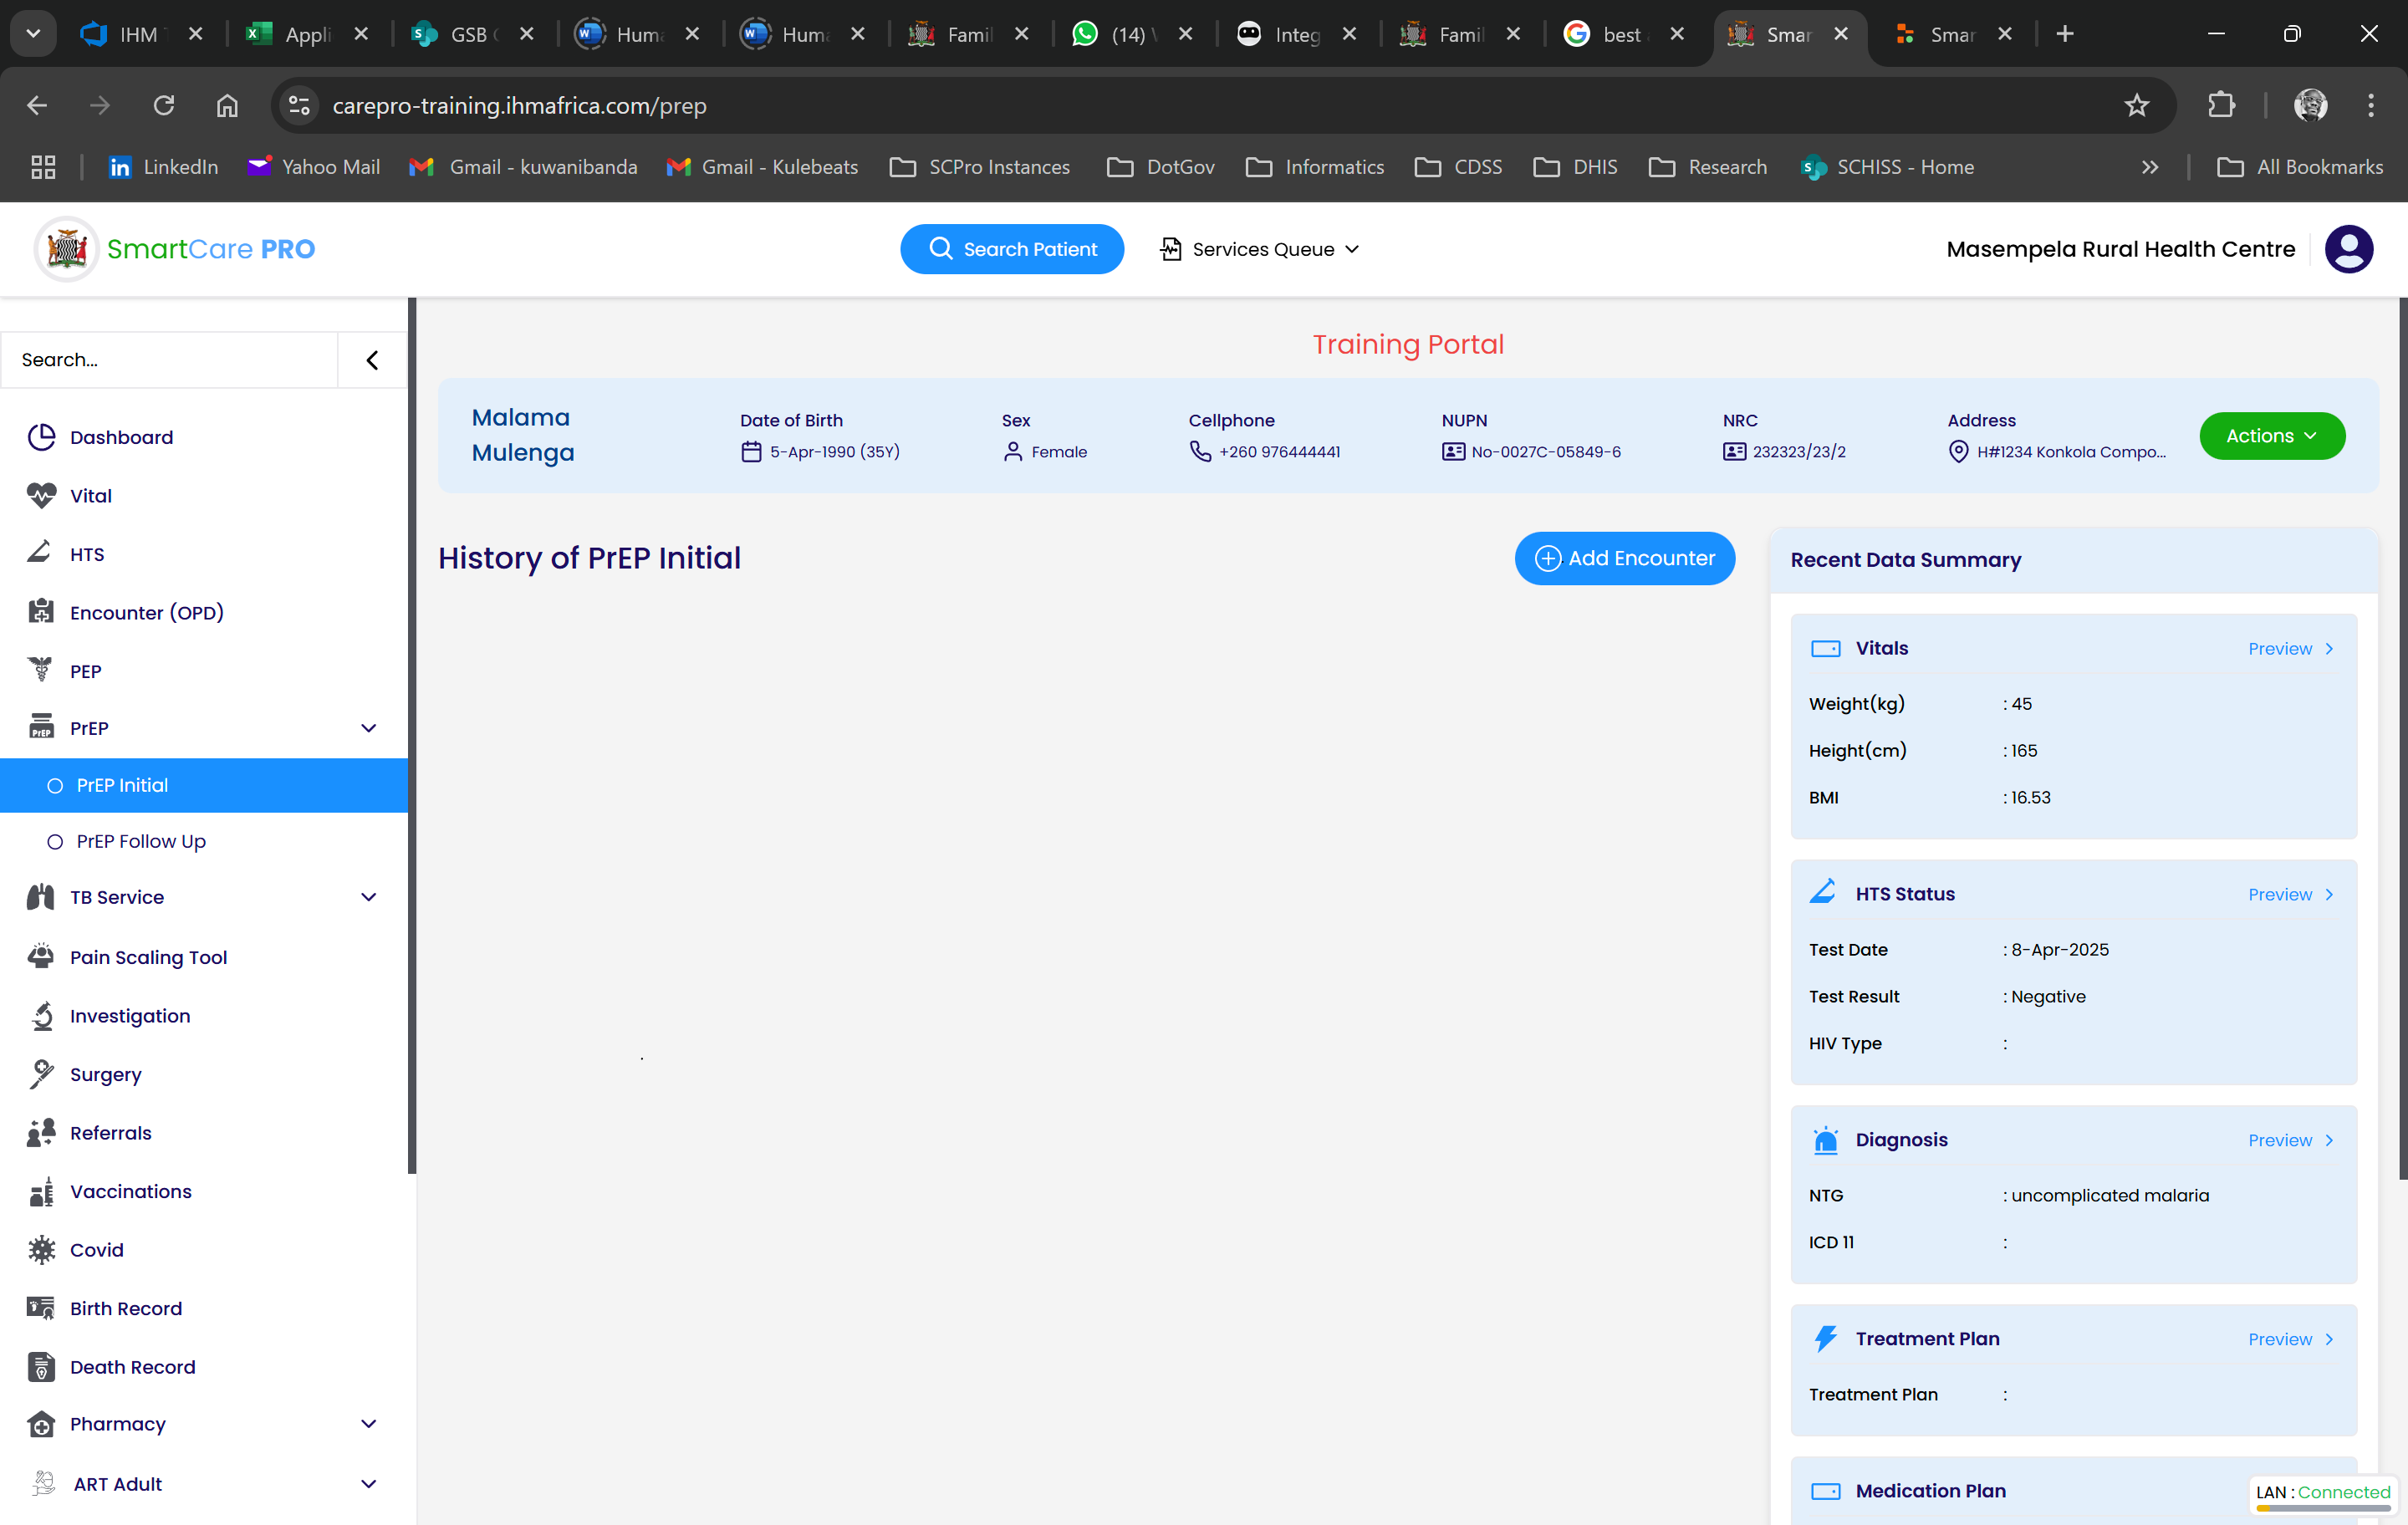 IHM
Appli
GSB
Huma
Huma
Famil
(14)
Integ
Famil
best
Smar
Smar
carepro-training.ihmafrica.com/prep
LinkedIn
Yahoo Mail
Gmail - kuwanibanda
Gmail - Kulebeats
SCPro Instances
DotGov
Informatics
CDSS
DHIS
Research
SCHISS - Home
All Bookmarks
SmartCare PRO
Search Patient
Services Queue
Masempela Rural Health Centre
Search...
Dashboard
Vital
HTS
Encounter (OPD)
PEP
PrEP
PrEP Initial
PrEP Follow Up
TB Service
Pain Scaling Tool
Investigation
Surgery
Referrals
Vaccinations
Covid
Birth Record
Death Record
Pharmacy
ART Adult
Training Portal
Malama
Mulenga
Date of Birth
5-Apr-1990 (35Y)
Sex
Female
Cellphone
+260 976444441
NUPN
No-0027C-05849-6
NRC
232323/23/2
Address
H#1234 Konkola Compo...
Actions
History of PrEP Initial
Add Encounter
Recent Data Summary
Vitals
Preview
Weight(kg) : 45
Height(cm) : 165
BMI : 16.53
HTS Status
Preview
Test Date : 8-Apr-2025
Test Result : Negative
HIV Type :
Diagnosis
Preview
NTG : uncomplicated malaria
ICD 11 :
Treatment Plan
Preview
Treatment Plan :
Medication Plan
LAN : Connected